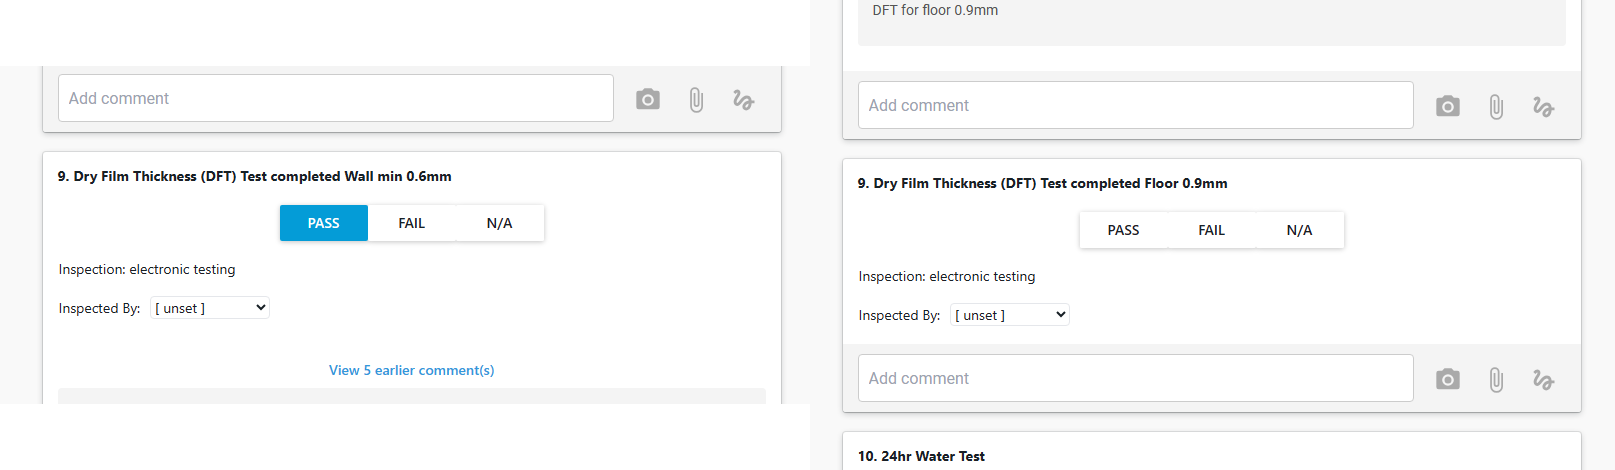 Add comment
9. Dry Film Thickness (DFT) Test completed Wall min 0.6mm
PASS FAIL N/A
Inspection: electronic testing
Inspected By: [ unset ]
View 5 earlier comment(s)
DFT for floor 0.9mm
Add comment
9. Dry Film Thickness (DFT) Test completed Floor 0.9mm
PASS FAIL N/A
Inspection: electronic testing
Inspected By: [ unset ]
Add comment
10. 24hr Water Test